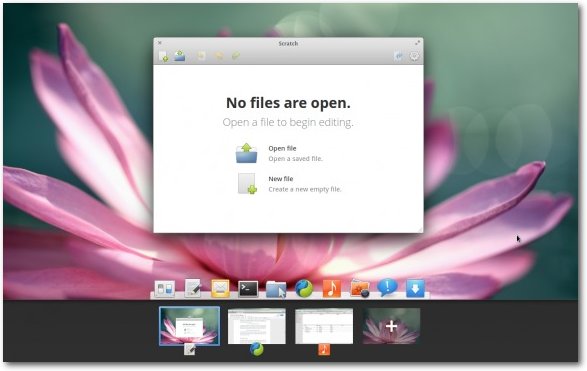 Scratch
No files are open.
Open a file to begin editing.
Open file
Open a saved file.
New file
Create a new empty file.